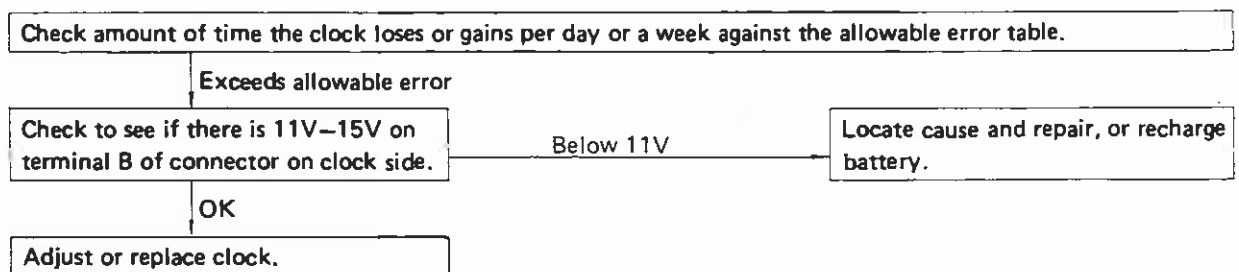 Check amount of time the clock loses or gains per day or a week against the allowable error table.
Exceeds allowable error
Check to see if there is 11V–15V on
terminal B of connector on clock side.
Below 11V
Locate cause and repair, or recharge
battery.
OK
Adjust or replace clock.